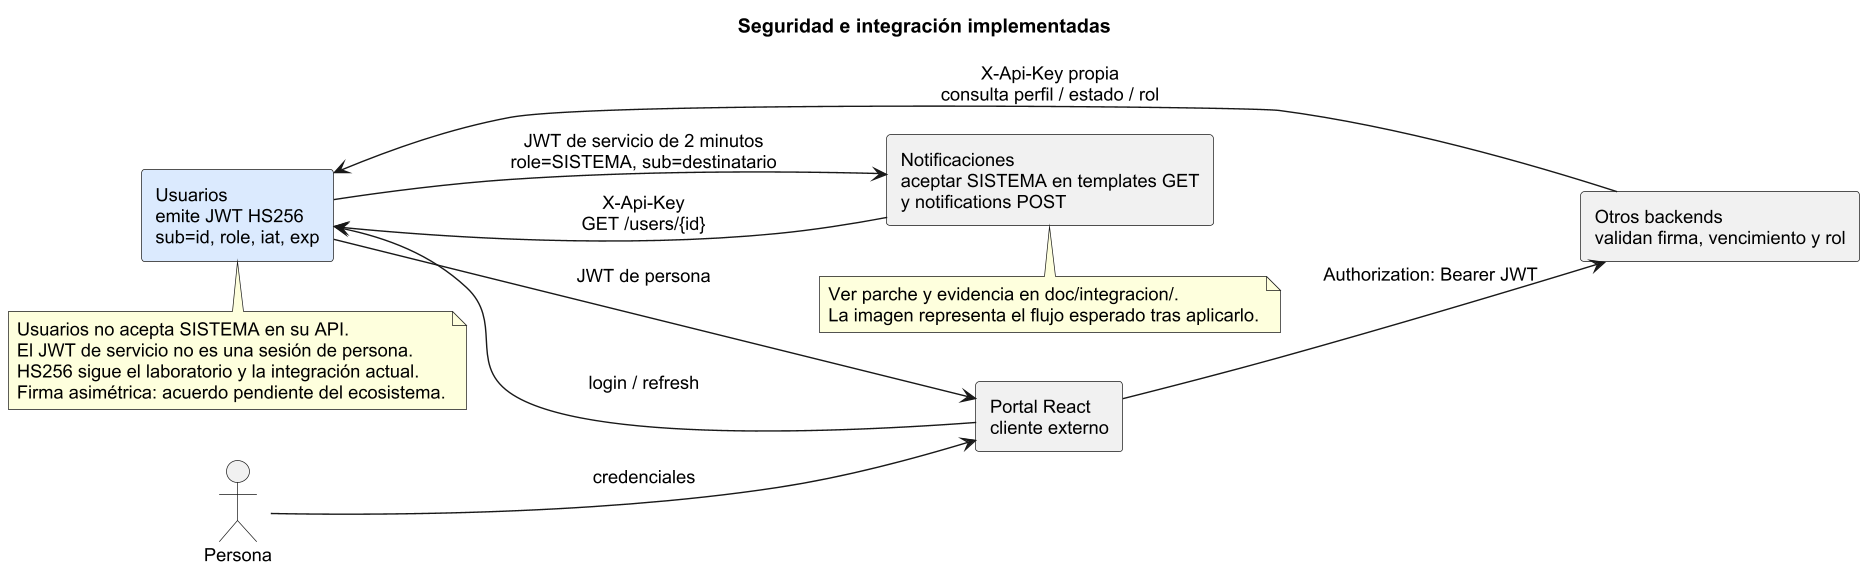 Seguridad e integración implementadas
X-Api-Key propia
consulta perfil / estado / rol
JWT de servicio de 2 minutos
role=SISTEMA, sub=destinatario
Notificaciones
aceptar SISTEMA en templates GET
y notifications POST
Usuarios
emite JWT HS256
sub=id, role, iat, exp
X-Api-Key
GET /users/{id}
Otros backends
validan firma, vencimiento y rol
JWT de persona
Authorization: Bearer JWT
Ver parche y evidencia en doc/integracion/.
La imagen representa el flujo esperado tras aplicarlo.
Usuarios no acepta SISTEMA en su API.
El JWT de servicio no es una sesión de persona.
HS256 sigue el laboratorio y la integración actual.
Firma asimétrica: acuerdo pendiente del ecosistema.
login / refresh
Portal React
cliente externo
credenciales
Persona